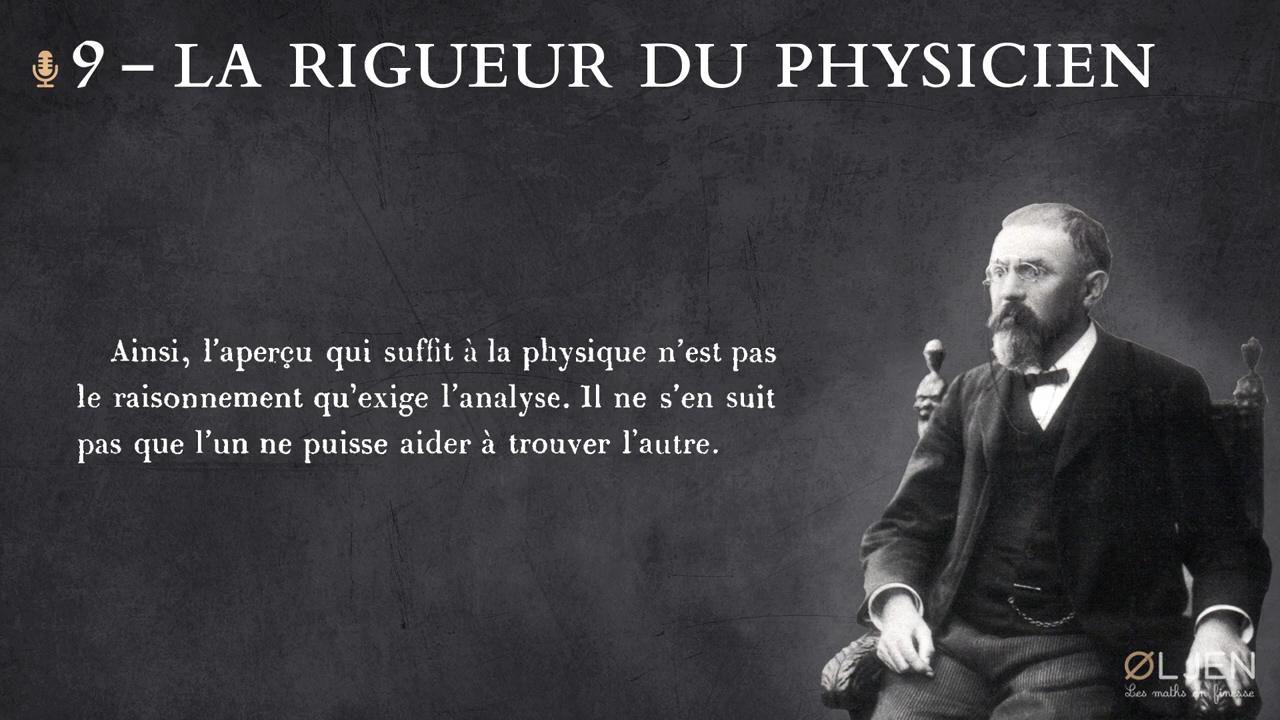 9 – LA RIGUEUR DU PHYSICIEN
Ainsi, l'aperçu qui suffit à la physique n'est pas
le raisonnement qu'exige l'analyse. Il ne s'en suit
pas que l'un ne puisse aider à trouver l'autre.
ØLJEN
Les maths en finesse